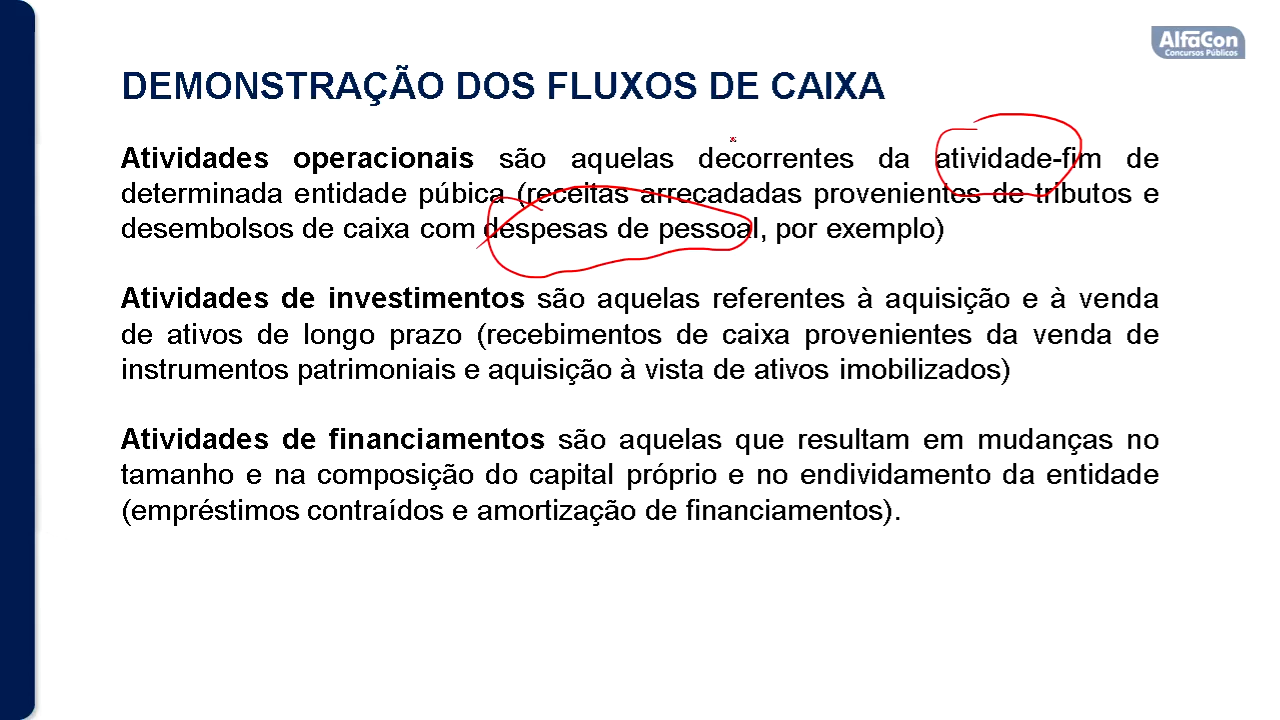 AlfaCon
Concursos Públicos
DEMONSTRAÇÃO DOS FLUXOS DE CAIXA
Atividades operacionais são aquelas decorrentes da atividade-fim de
determinada entidade púbica (receitas arrecadadas provenientes de tributos e
desembolsos de caixa com despesas de pessoal, por exemplo)
Atividades de investimentos são aquelas referentes à aquisição e à venda
de ativos de longo prazo (recebimentos de caixa provenientes da venda de
instrumentos patrimoniais e aquisição à vista de ativos imobilizados)
Atividades de financiamentos são aquelas que resultam em mudanças no
tamanho e na composição do capital próprio e no endividamento da entidade
(empréstimos contraídos e amortização de financiamentos).